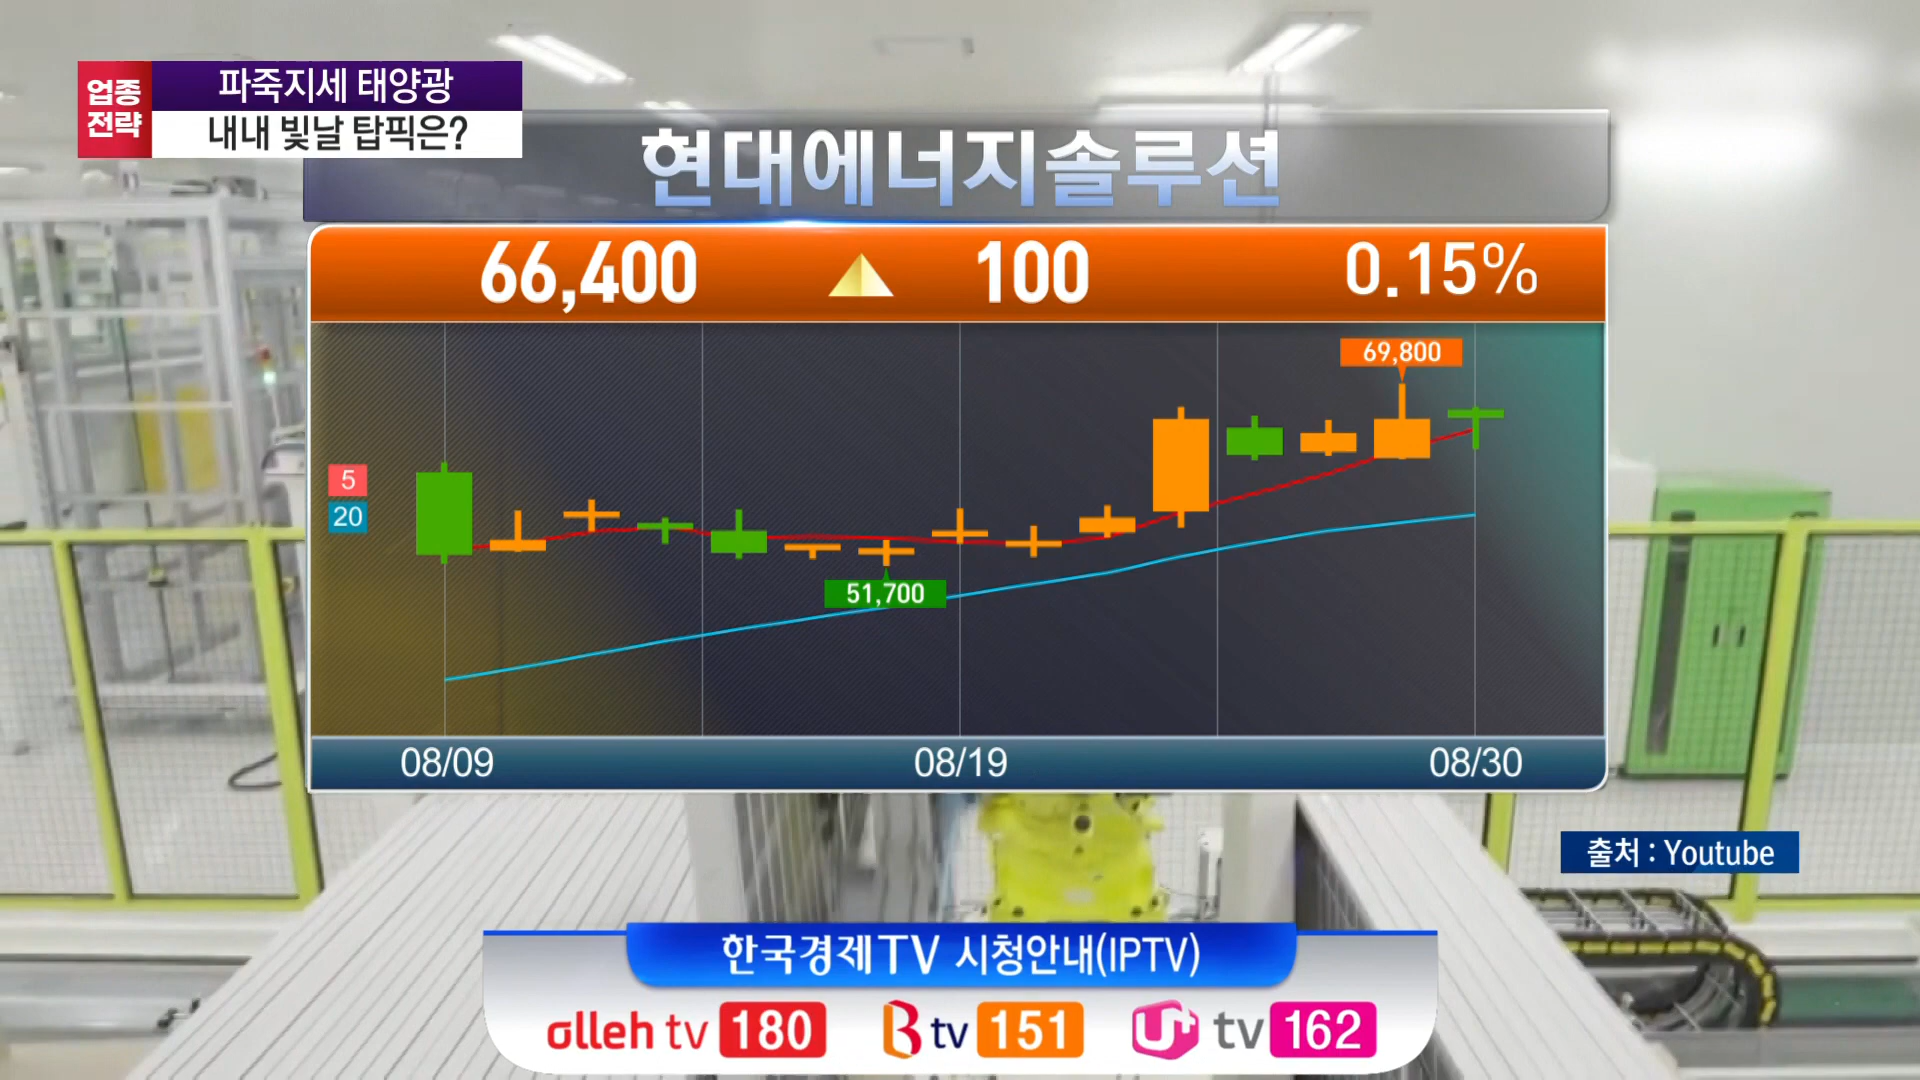 업종
전략
파죽지세 태양광
내내 빛날 탑픽은?
현대에너지솔루션
66,400 100 0.15%
69,800
5
20
51,700
08/09 08/19 08/30
출처 : Youtube
한국경제TV 시청안내(IPTV)
olleh tv 180 B tv 151 U+ tv 162